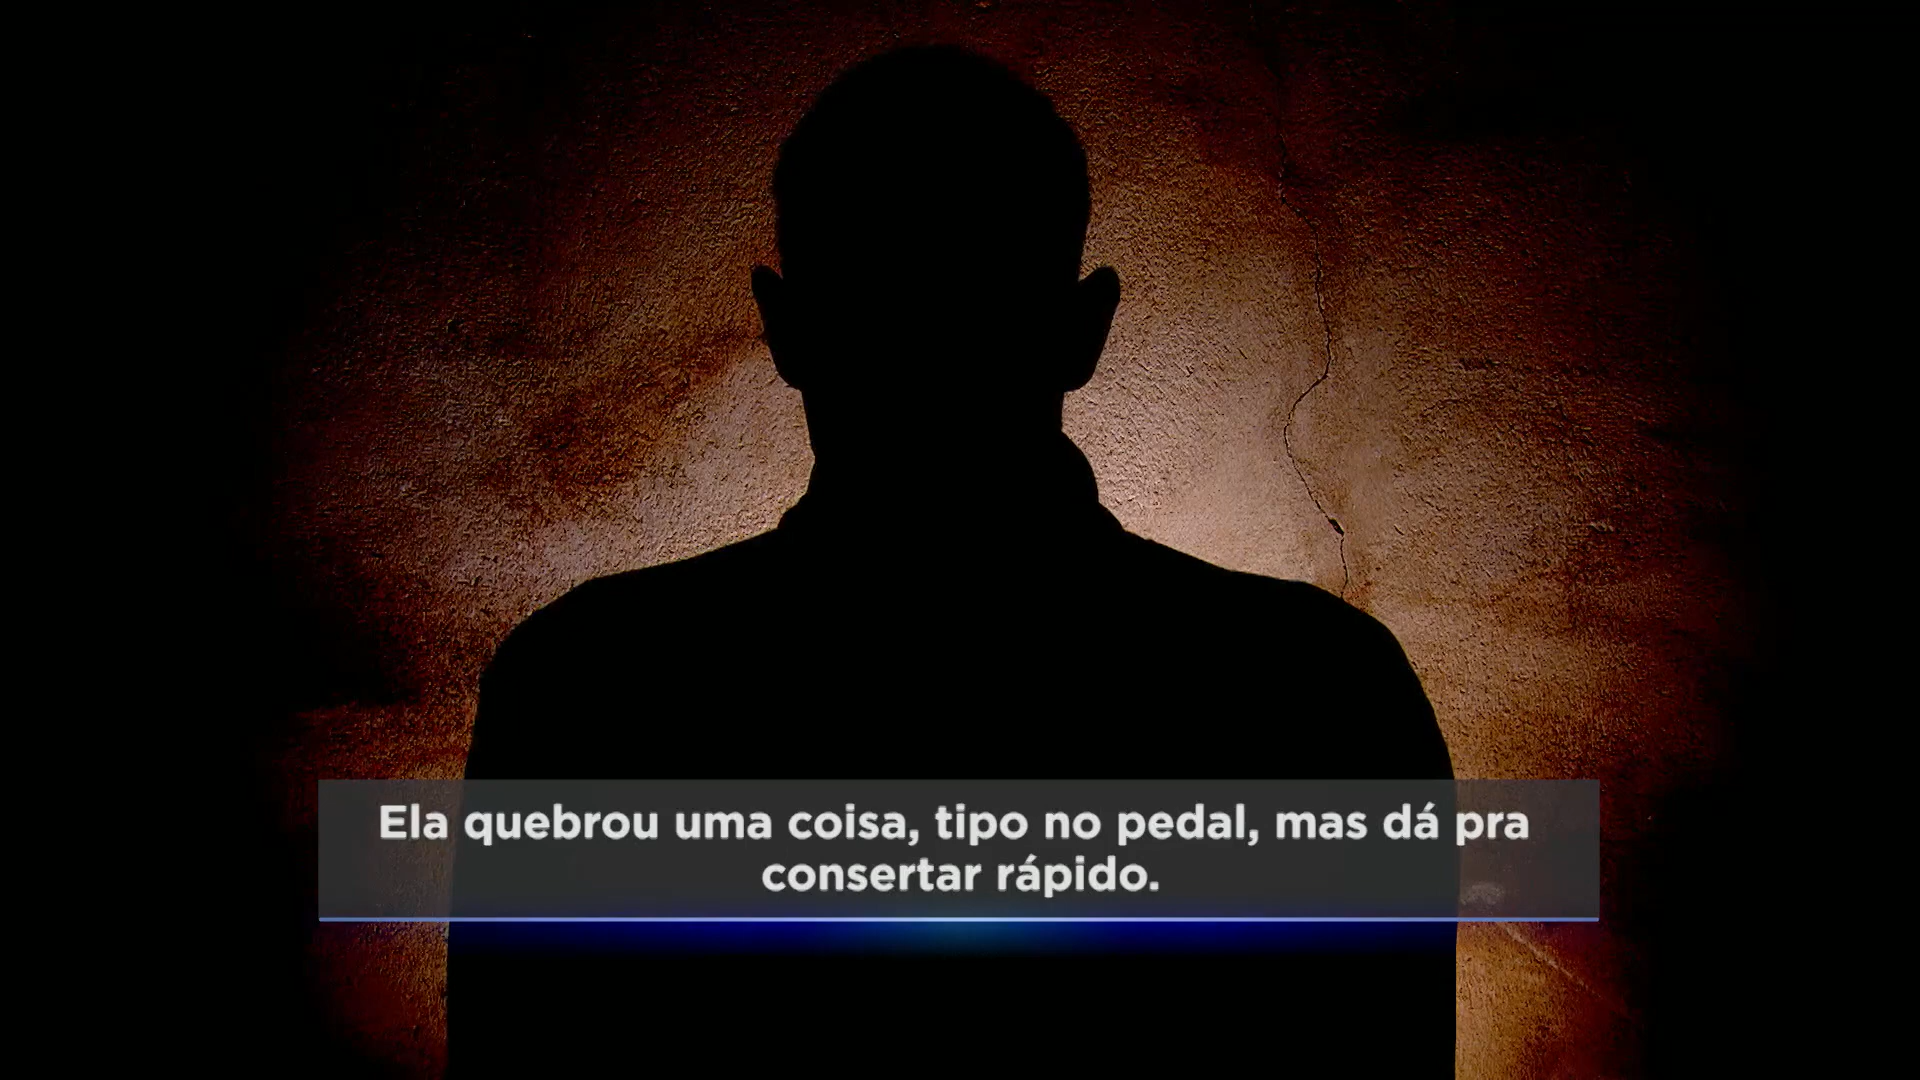 Ela quebrou uma coisa, tipo no pedal, mas dá pra
consertar rápido.